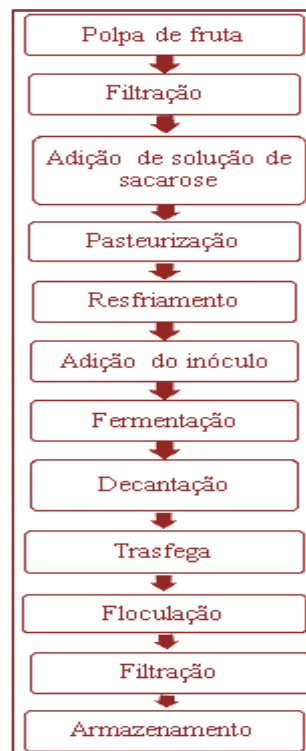 Polpa de fruta
Filtração
Adição de solução de
sacarose
Pasteurização
Resfriamento
Adição do inóculo
Fermentação
Decantação
Trasfega
Floculação
Filtração
Armazenamento